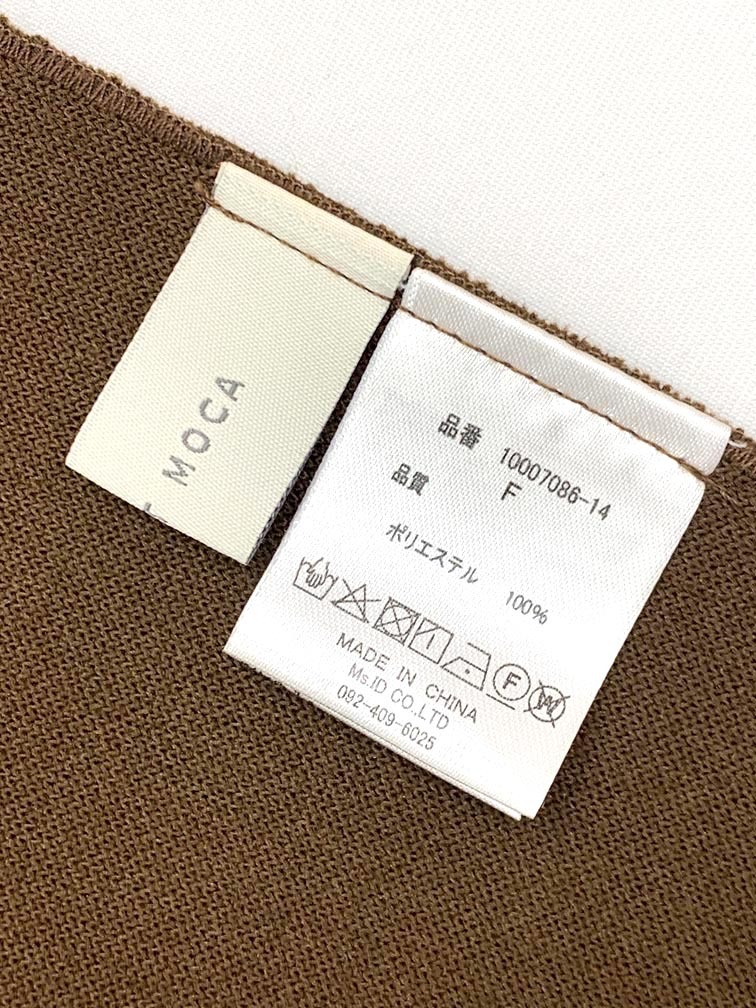 MOCA
品番 10007086-14
品質 F
ポリエステル 100%
F W
MADE IN CHINA
Ms.ID CO.,LTD
092-409-6025